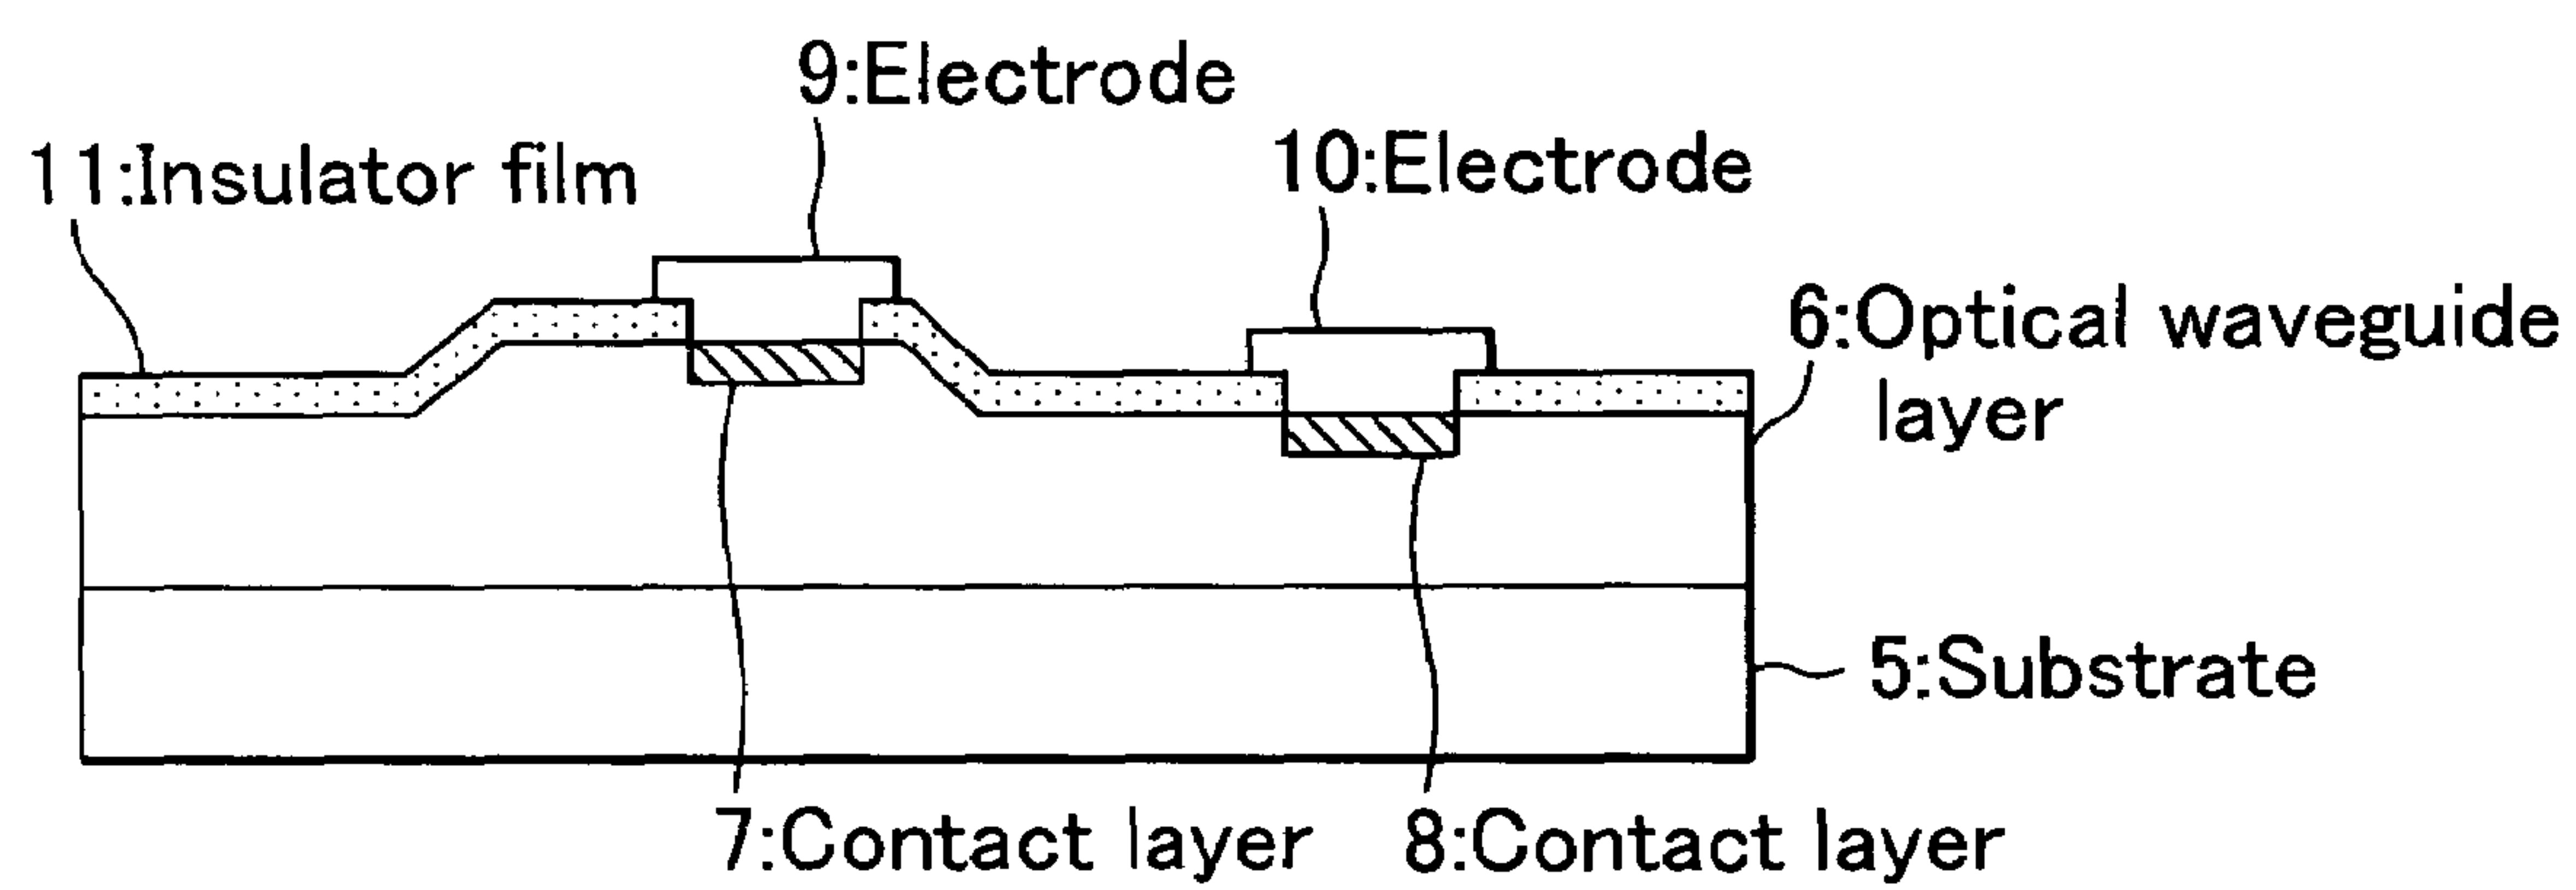 9:Electrode
11:Insulator film
10:Electrode
6:Optical waveguide
layer
5:Substrate
7:Contact layer
8:Contact layer